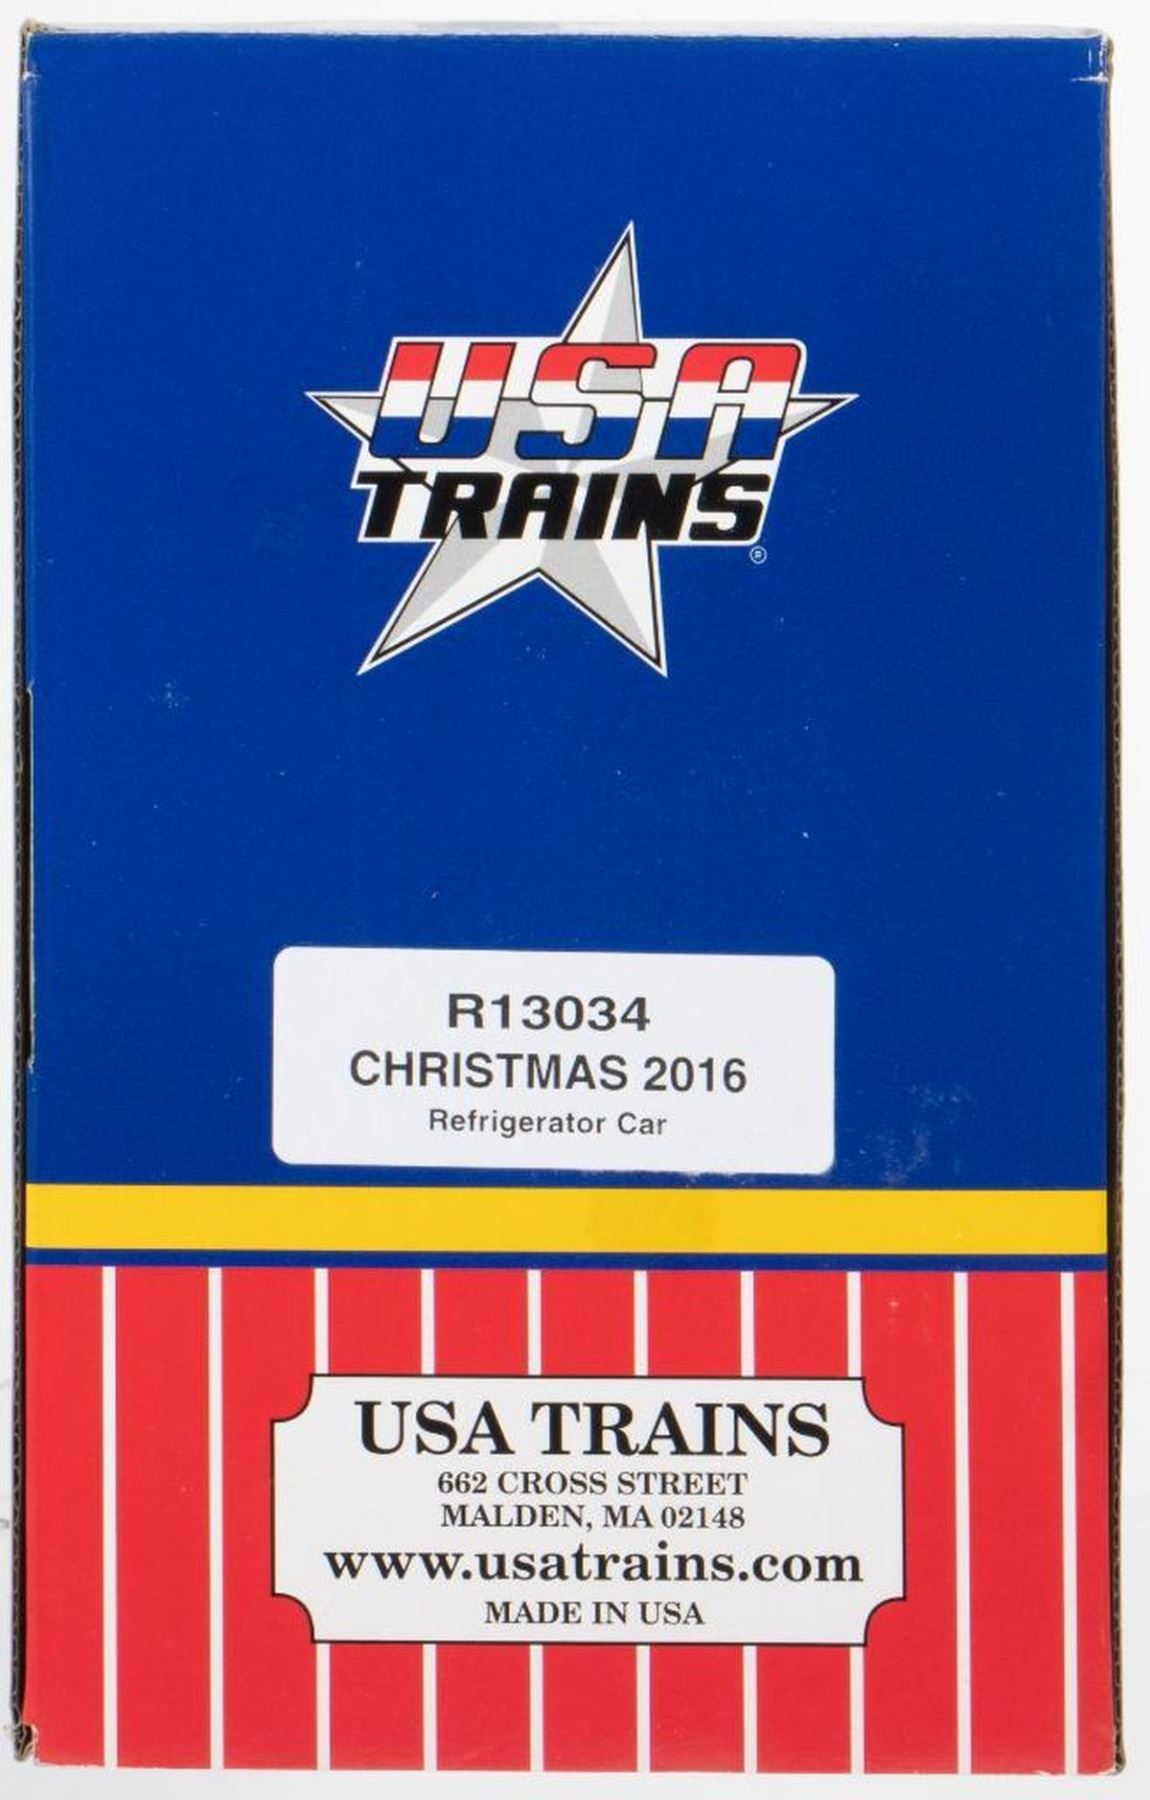 USA
TRAINS
®
R13034
CHRISTMAS 2016
Refrigerator Car
USA TRAINS
662 CROSS STREET
MALDEN, MA 02148
www.usatrains.com
MADE IN USA